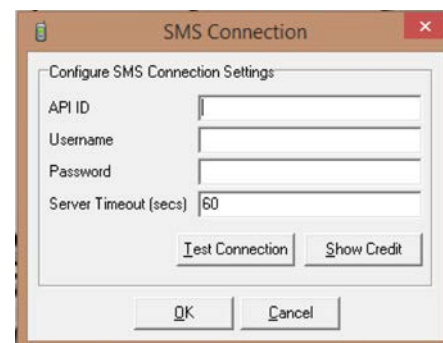 SMS Connection
Configure SMS Connection Settings
API ID
Username
Password
Server Timeout (secs) 60
Test Connection Show Credit
OK Cancel